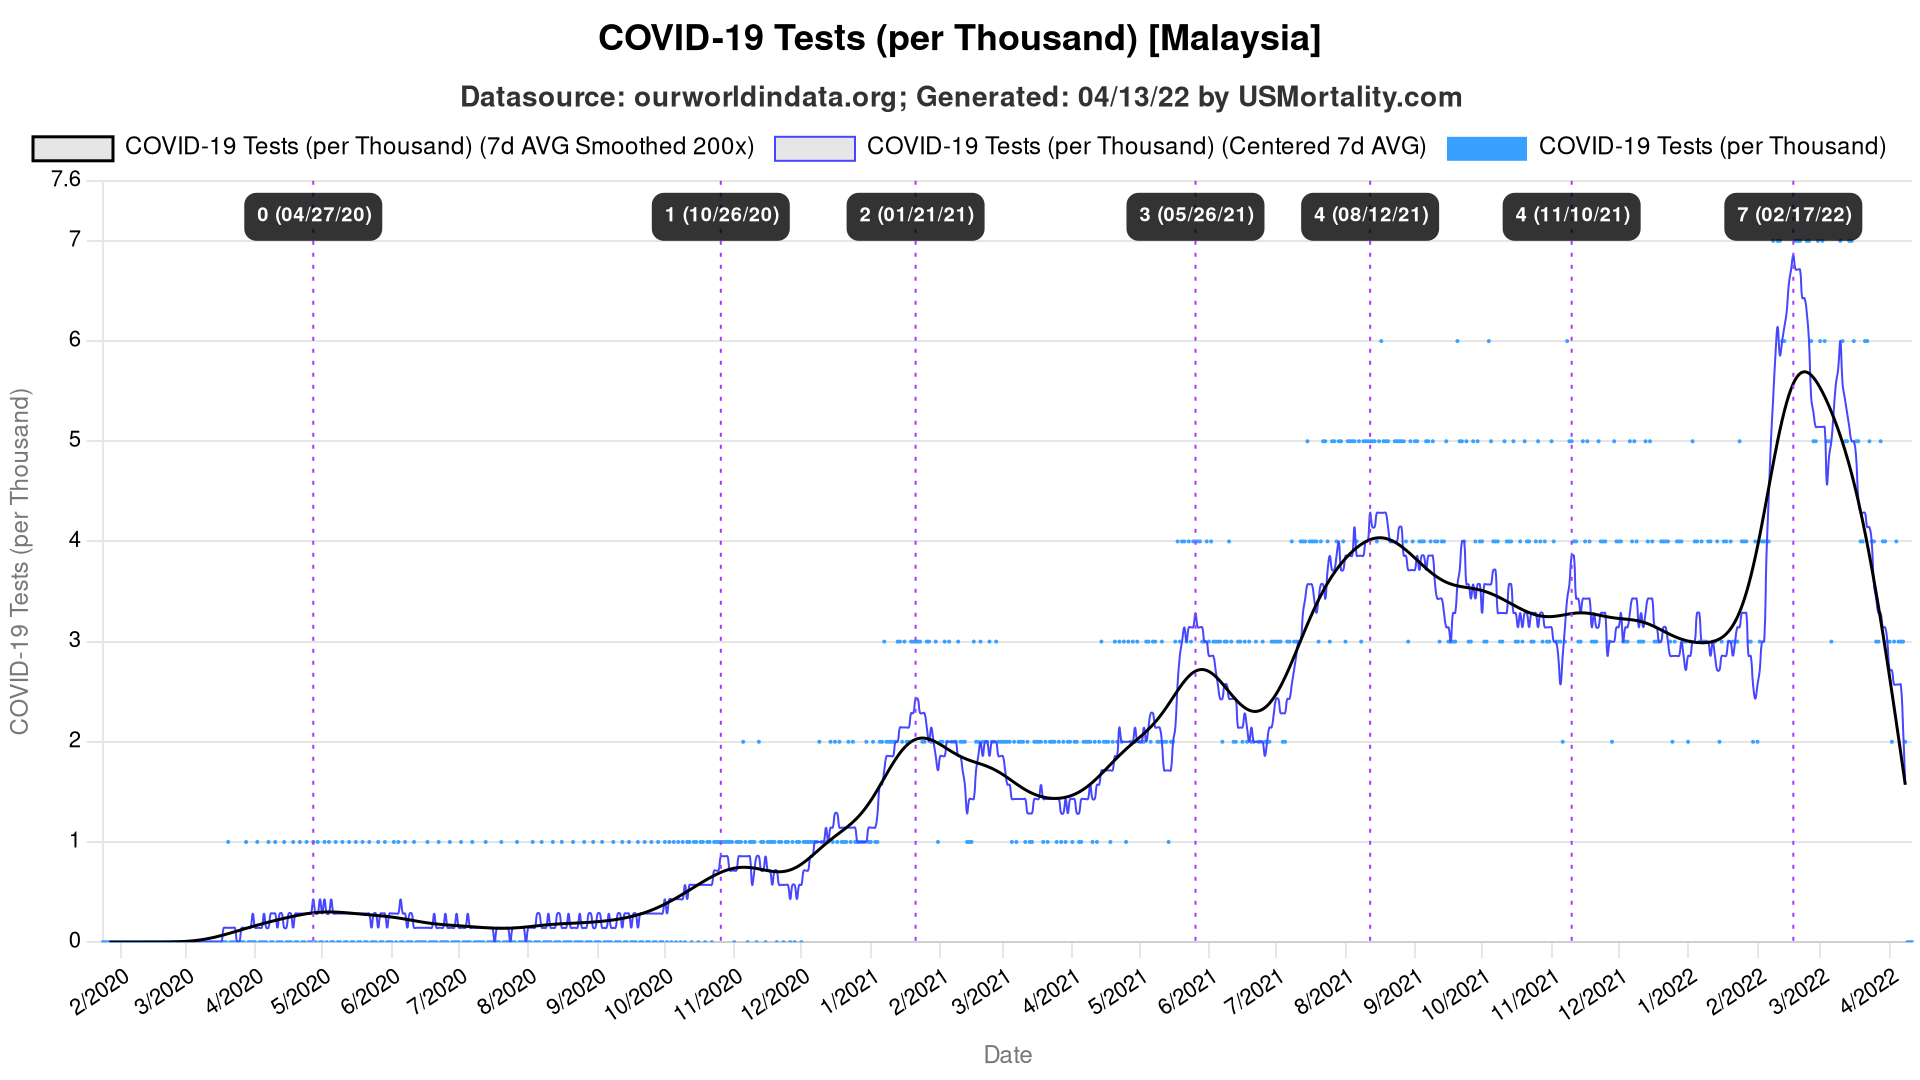 COVID-19 Tests (per Thousand) [Malaysia]
Datasource: ourworldindata.org; Generated: 04/13/22 by USMortality.com
COVID-19 Tests (per Thousand) (7d AVG Smoothed 200x) COVID-19 Tests (per Thousand) (Centered 7d AVG) COVID-19 Tests (per Thousand)
7.6
0 (04/27/20) 1 (10/26/20) 2 (01/21/21) 3 (05/26/21) 4 (08/12/21) 4 (11/10/21) 7 (02/17/22)
7
6
5
4
3
2
1
0
COVID-19 Tests (per Thousand)
2/2020 3/2020 4/2020 5/2020 6/2020 7/2020 8/2020 9/2020 10/2020 11/2020 12/2020 1/2021 2/2021 3/2021 4/2021 5/2021 6/2021 7/2021 8/2021 9/2021 10/2021 11/2021 12/2021 1/2022 2/2022 3/2022 4/2022
Date